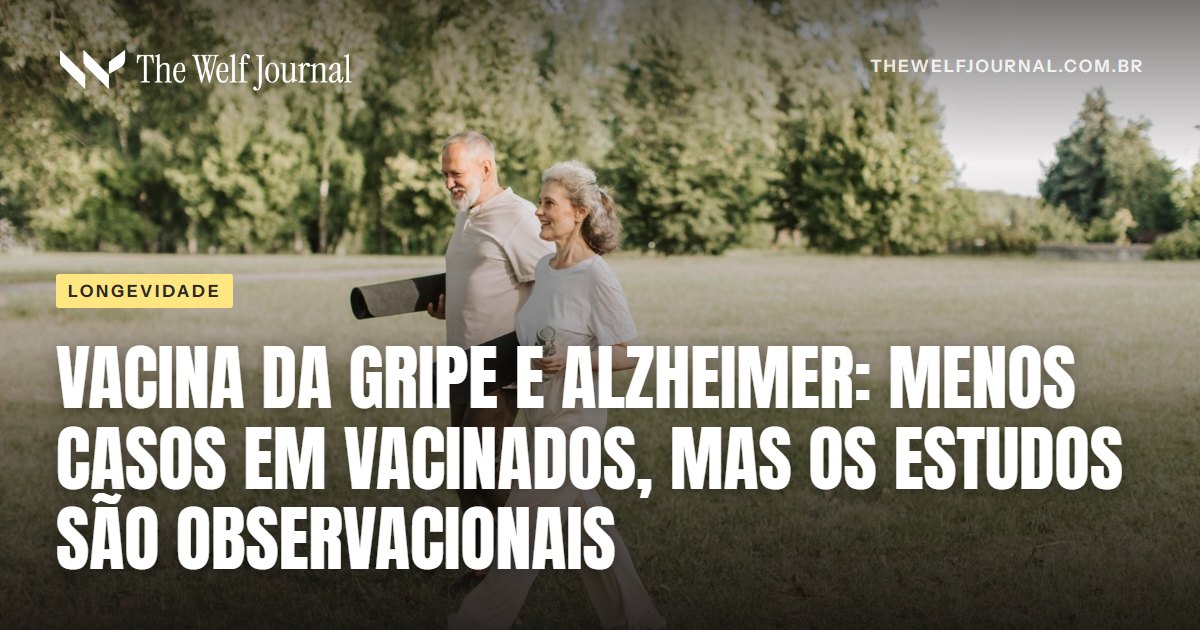 The Welf Journal
THEWELFJOURNAL.COM.BR
LONGEVIDADE
VACINA DA GRIPE E ALZHEIMER: MENOS
CASOS EM VACINADOS, MAS OS ESTUDOS
SÃO OBSERVACIONAIS